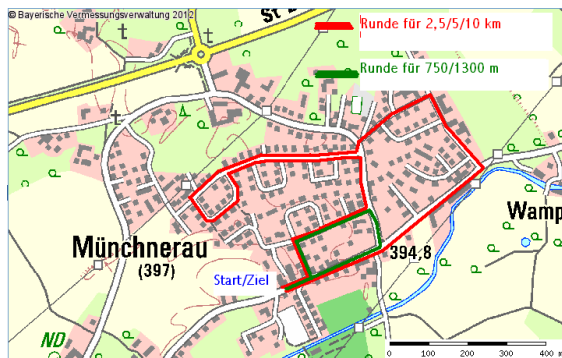 © Bayerische Vermessungsverwaltung 2012
St
Runde für 2,5/5/10 km
Runde für 750/1300 m
Münchnerau
(397)
394,8
Wamp
Start/Ziel
ND
0 100 200 300 400 m